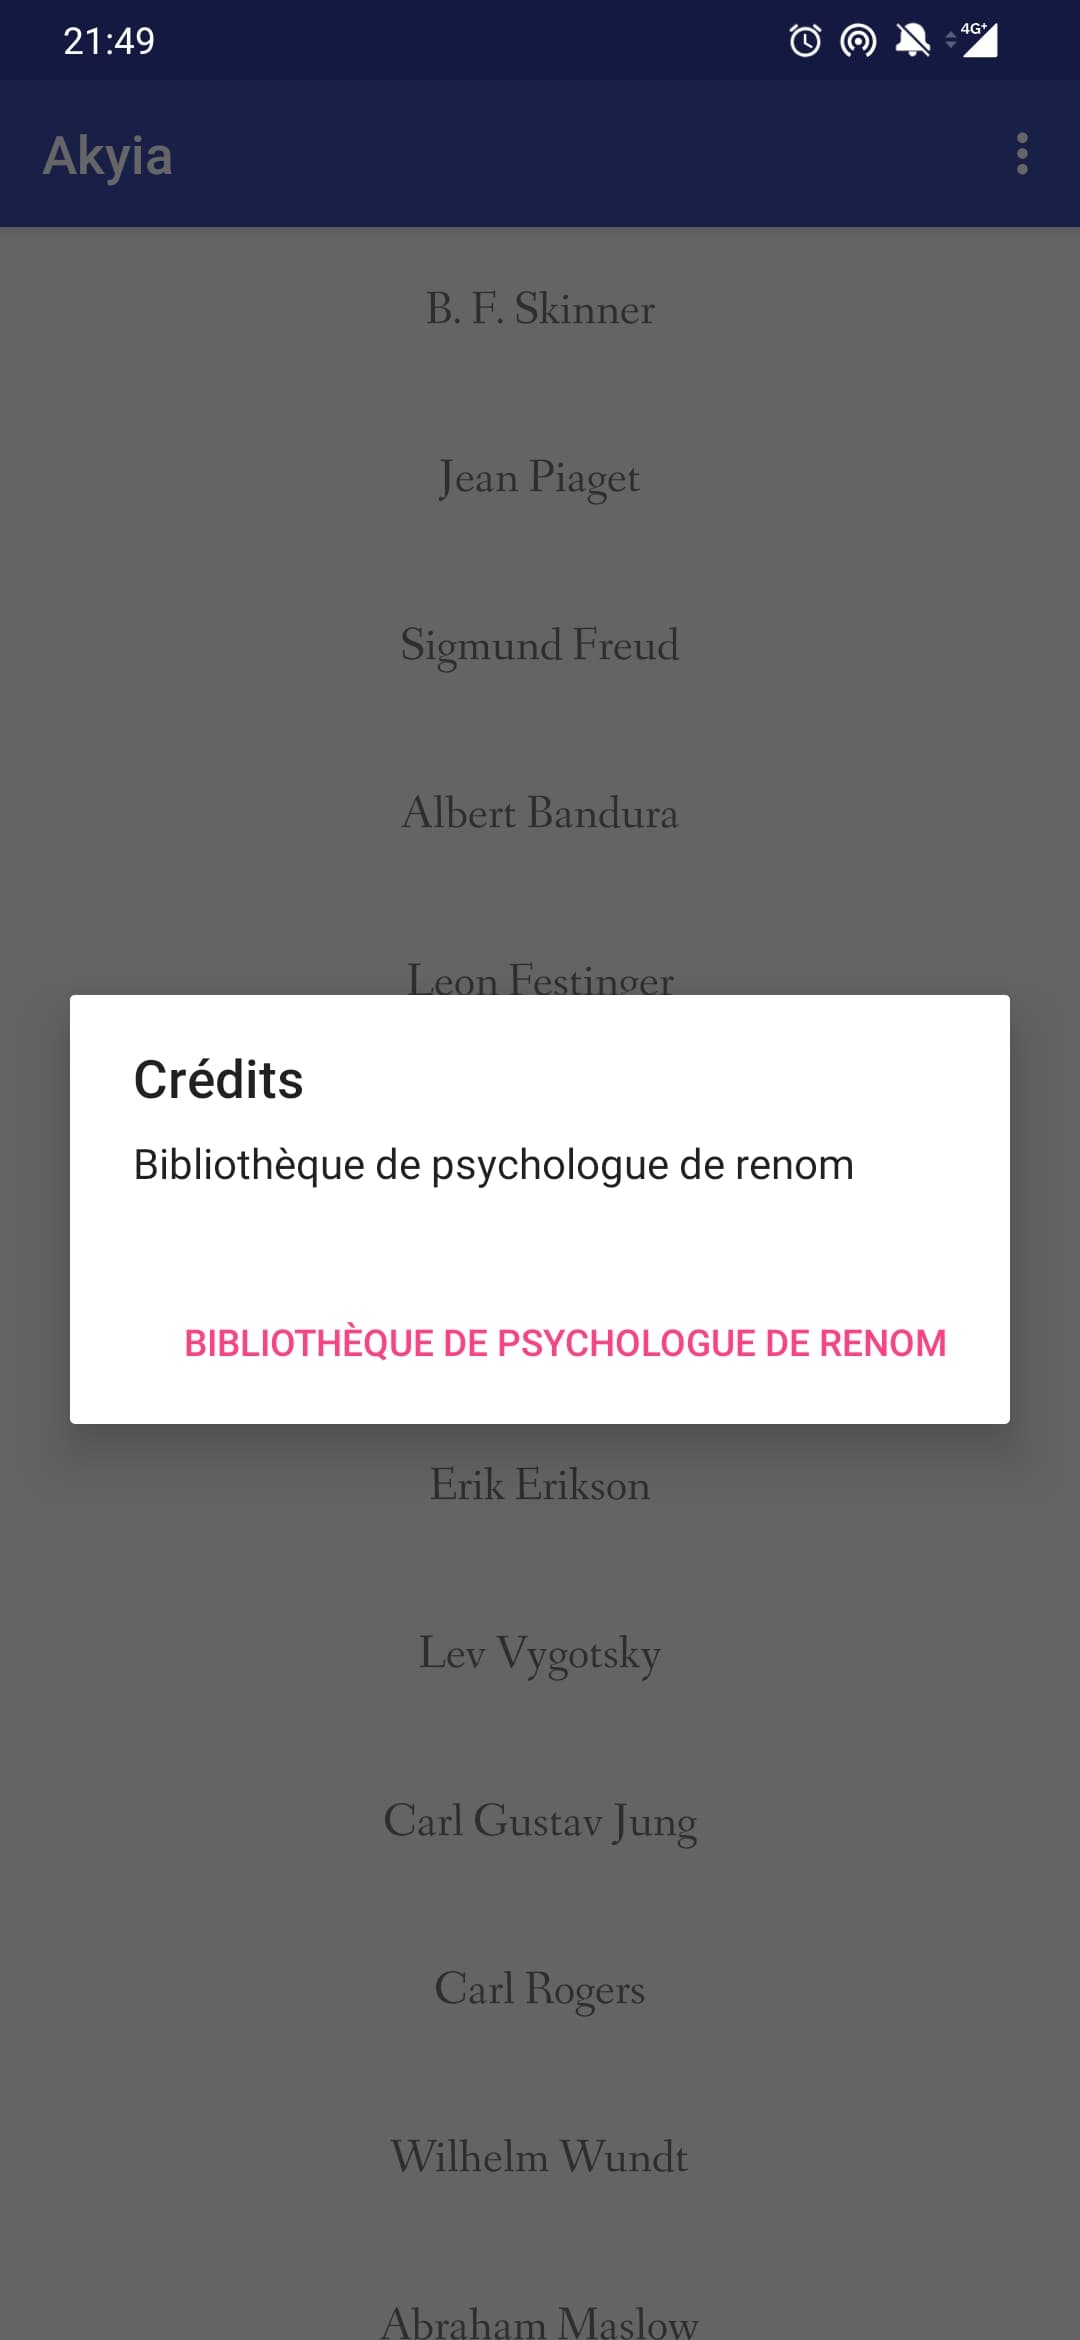 21:49
4G+
Akyia
B. F. Skinner
Jean Piaget
Sigmund Freud
Albert Bandura
Leon Festinger
Crédits
Bibliothèque de psychologue de renom
BIBLIOTHÈQUE DE PSYCHOLOGUE DE RENOM
Erik Erikson
Lev Vygotsky
Carl Gustav Jung
Carl Rogers
Wilhelm Wundt
Abraham Maslow